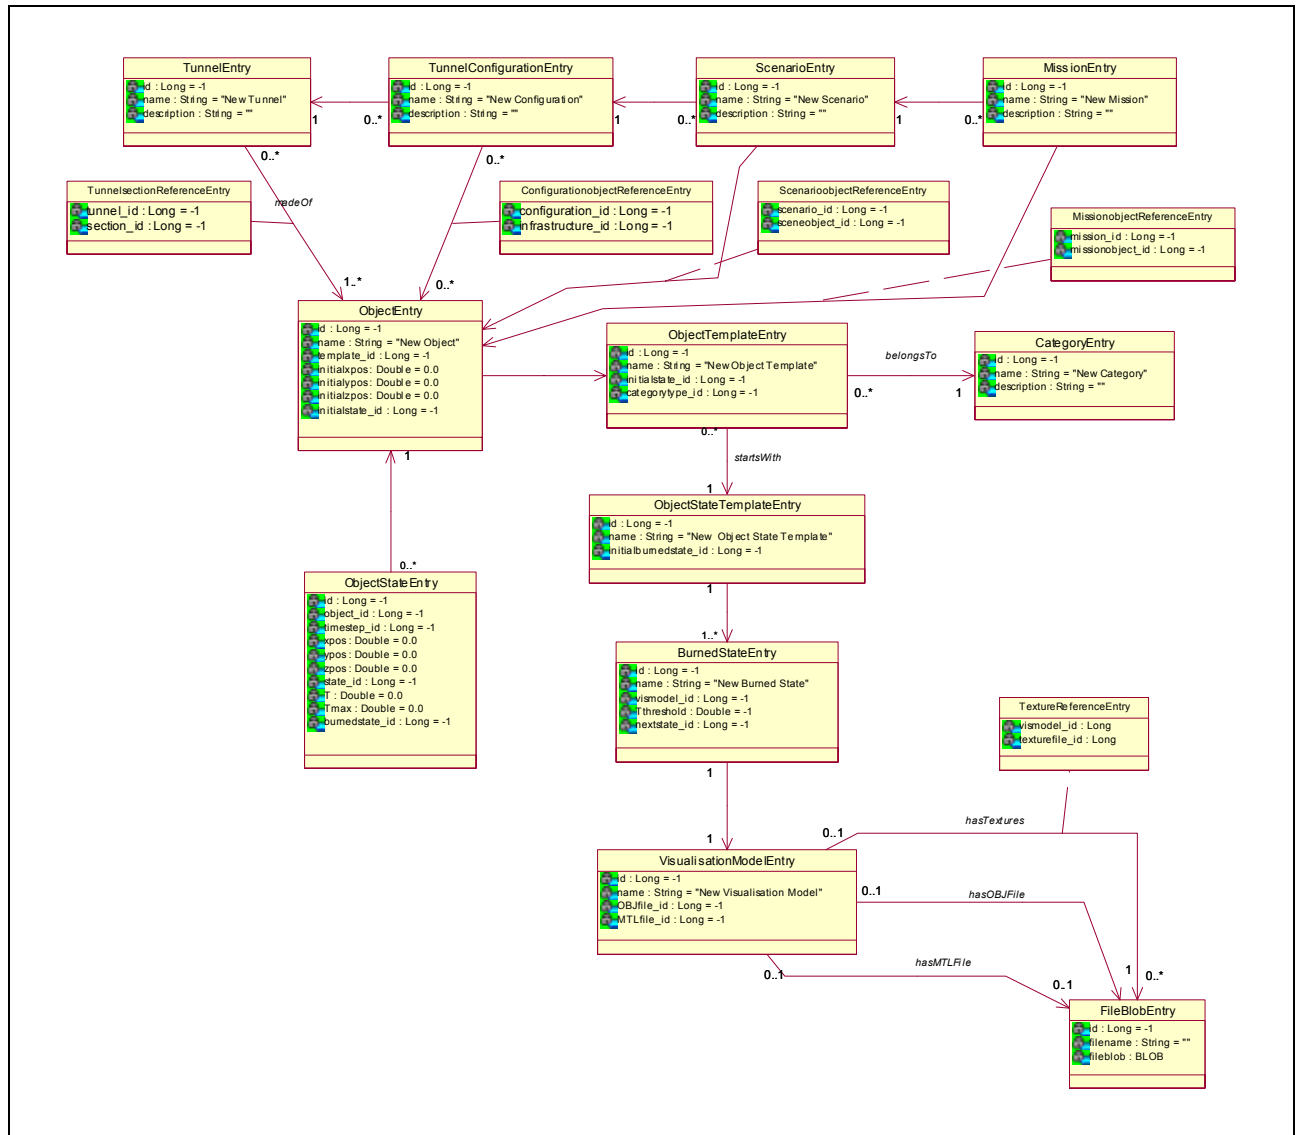 TunnelEntry
id : Long = -1
name : String = "New Tunnel"
description : String = ""
TunnelConfigurationEntry
id : Long = -1
name : String = "New Configuration"
description : String = ""
ScenarioEntry
id : Long = -1
name : String = "New Scenario"
description : String = ""
MissionEntry
id : Long = -1
name : String = "New Mission"
description : String = ""
1
0..*
1
0..*
1
0..*
0..*
0..*
TunnelsectionReferenceEntry
tunnel_id : Long = -1
section_id : Long = -1
madeOf
ConfigurationobjectReferenceEntry
configuration_id : Long = -1
infrastructure_id : Long = -1
ScenarioobjectReferenceEntry
scenario_id : Long = -1
sceneobject_id : Long = -1
MissionobjectReferenceEntry
mission_id : Long = -1
missionobject_id : Long = -1
1..*
0..*
ObjectEntry
id : Long = -1
name : String = "New Object"
template_id : Long = -1
initialxpos : Double = 0.0
initialypos : Double = 0.0
initialzpos : Double = 0.0
initialstate_id : Long = -1
ObjectTemplateEntry
id : Long = -1
name : String = "New Object Template"
initialstate_id : Long = -1
categorytype_id : Long = -1
belongsTo
0..*
1
CategoryEntry
id : Long = -1
name : String = "New Category"
description : String = ""
0..*
startsWith
1
1
ObjectStateTemplateEntry
id : Long = -1
name : String = "New Object State Template"
initialburnedstate_id : Long = -1
0..*
ObjectStateEntry
id : Long = -1
object_id : Long = -1
timestep_id : Long = -1
xpos : Double = 0.0
ypos : Double = 0.0
zpos : Double = 0.0
state_id : Long = -1
T : Double = 0.0
Tmax : Double = 0.0
burnedstate_id : Long = -1
1
1..*
BurnedStateEntry
id : Long = -1
name : String = "New Burned State"
vismodel_id : Long = -1
Tthreshold : Double = -1
nextstate_id : Long = -1
TextureReferenceEntry
vismodel_id : Long
texturefile_id : Long
1
1
VisualisationModelEntry
id : Long = -1
name : String = "New Visualisation Model"
OBJfile_id : Long = -1
MTLfile_id : Long = -1
0..1
hasTextures
0..1
hasOBJFile
0..1
hasMTLFile
0..1
1
0..*
FileBlobEntry
id : Long = -1
filename : String = ""
fileblob : BLOB